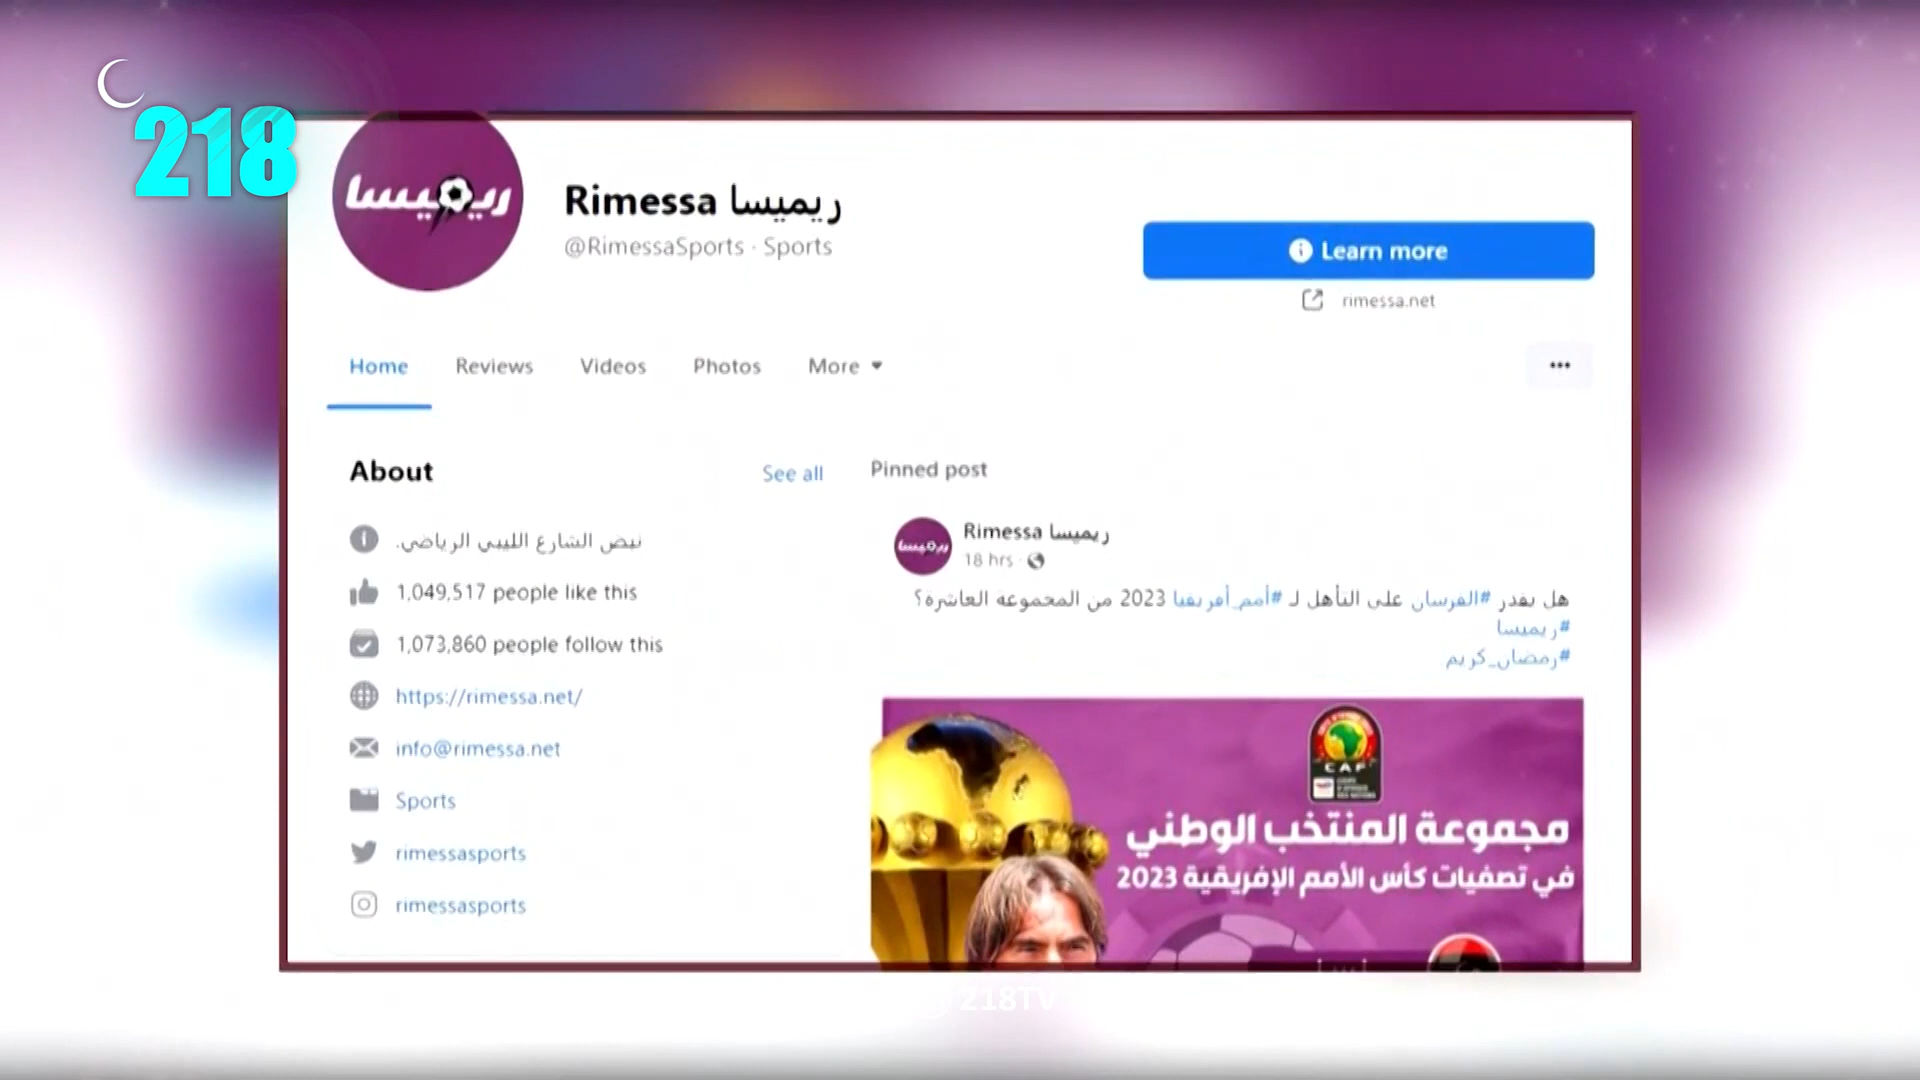 218
ريميسا
Rimessa ريميسا
@RimessaSports · Sports
Learn more
rimessa.net
Home
Reviews
Videos
Photos
More
About
See all
نبض الشارع الليبي الرياضي.
1,049,517 people like this
1,073,860 people follow this
https://rimessa.net/
info@rimessa.net
Sports
rimessasports
rimessasports
Pinned post
ريميسا
Rimessa ريميسا
18 hrs ·
هل يقدر #الفرسان على التأهل لـ #أمم_أفريقيا 2023 من المجموعة العاشرة؟
#ريميسا
#رمضان_كريم
CAF
مجموعة المنتخب الوطني
في تصفيات كأس الأمم الإفريقية 2023
218TV